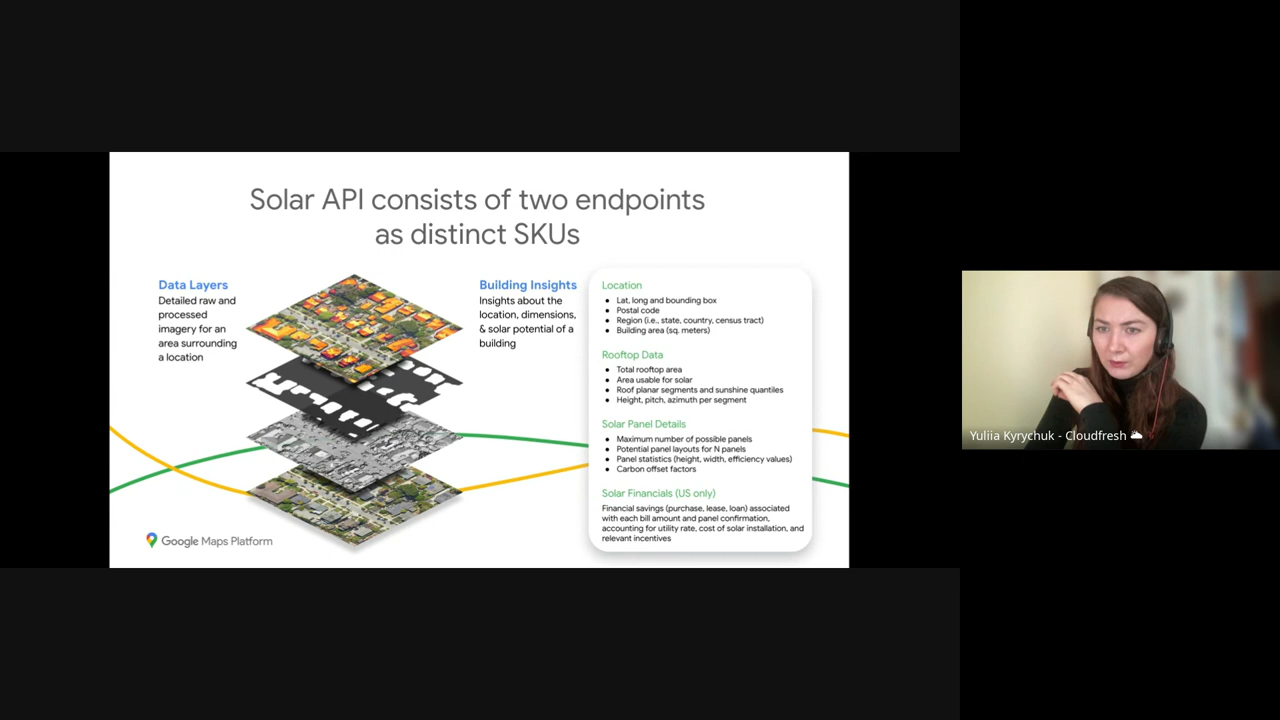 Solar API consists of two endpoints
as distinct SKUs
Data Layers
Detailed raw and
processed
imagery for an
area surrounding
a location
Building Insights
Insights about the
location, dimensions,
& solar potential of a
building
Location
● Lat, long and bounding box
● Postal code
● Region (i.e., state, country, census tract)
● Building area (sq. meters)
Rooftop Data
● Total rooftop area
● Area usable for solar
● Roof planar segments and sunshine quantiles
● Height, pitch, azimuth per segment
Solar Panel Details
● Maximum number of possible panels
● Potential panel layouts for N panels
● Panel statistics (height, width, efficiency values)
● Carbon offset factors
Solar Financials (US only)
Financial savings (purchase, lease, loan) associated
with each bill amount and panel confirmation,
accounting for utility rate, cost of solar installation, and
relevant incentives
Google Maps Platform
Yuliia Kyrychuk - Cloudfresh 🌥️